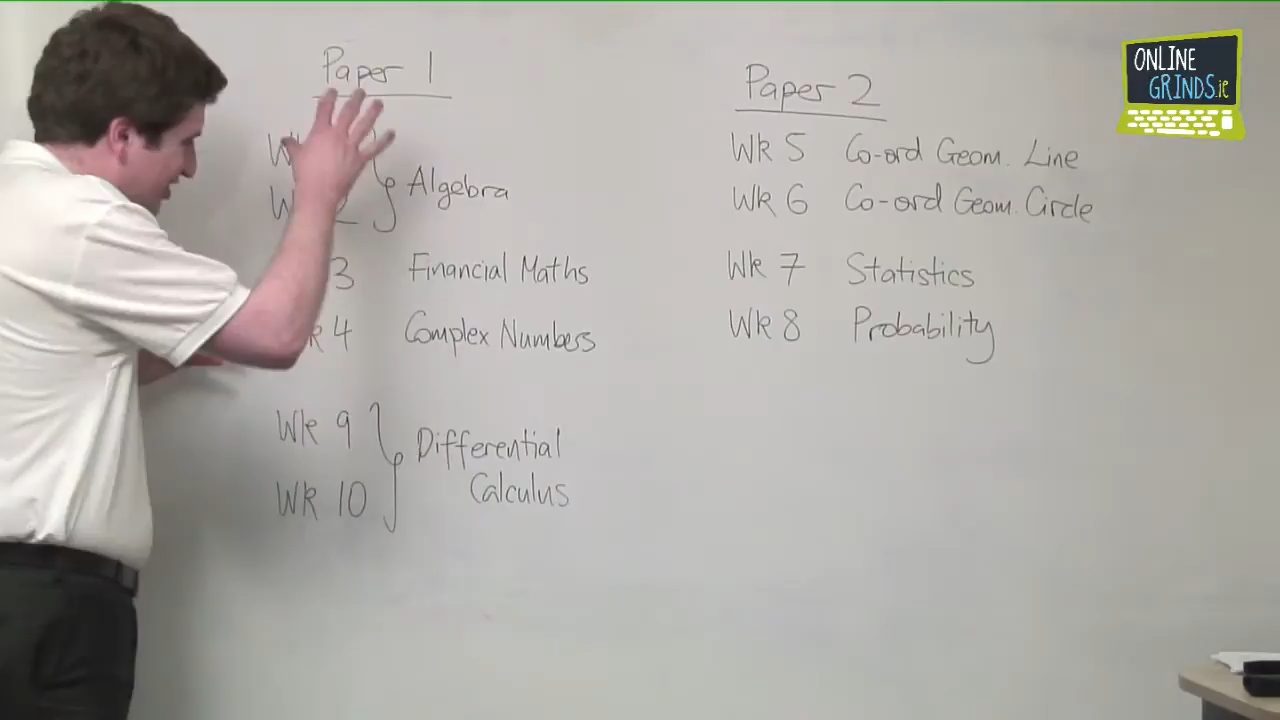 Paper 1
Algebra
3 Financial Maths
4 Complex Numbers
Wk 9
Wk 10
Differential
Calculus
Paper 2
Wk 5 Co-ord Geom. Line
Wk 6 Co-ord Geom. Circle
Wk 7 Statistics
Wk 8 Probability
ONLINE
GRINDS.ie